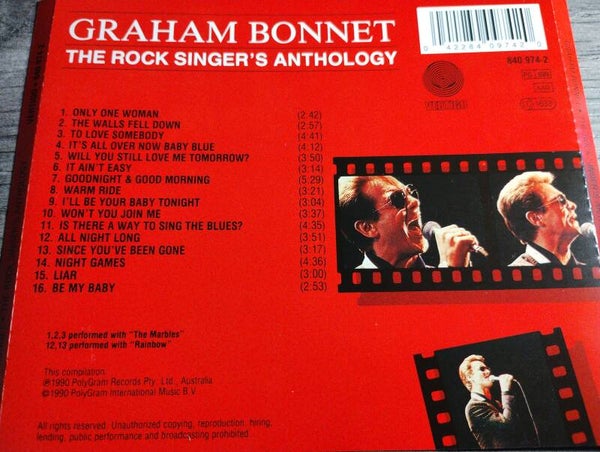 GRAHAM BONNET
THE ROCK SINGER'S ANTHOLOGY
0 42284 09742 0
840 974-2
VERTIGO
1. ONLY ONE WOMAN (2:42)
2. THE WALLS FELL DOWN (2:57)
3. TO LOVE SOMEBODY (4:41)
4. IT'S ALL OVER NOW BABY BLUE (4:12)
5. WILL YOU STILL LOVE ME TOMORROW? (3:50)
6. IT AIN'T EASY (3:14)
7. GOODNIGHT & GOOD MORNING (5:29)
8. WARM RIDE (3:21)
9. I'LL BE YOUR BABY TONIGHT (3:04)
10. WON'T YOU JOIN ME (3:37)
11. IS THERE A WAY TO SING THE BLUES? (4:35)
12. ALL NIGHT LONG (3:51)
13. SINCE YOU'VE BEEN GONE (3:17)
14. NIGHT GAMES (4:36)
15. LIAR (3:00)
16. BE MY BABY (2:53)
1,2,3 performed with "The Marbles"
12,13 performed with "Rainbow"
This compilation:
℗1990 PolyGram Records Pty. Ltd., Australia
©1990 PolyGram International Music B.V.
All rights reserved. Unauthorized copying, reproduction, hiring,
lending, public performance and broadcasting prohibited.